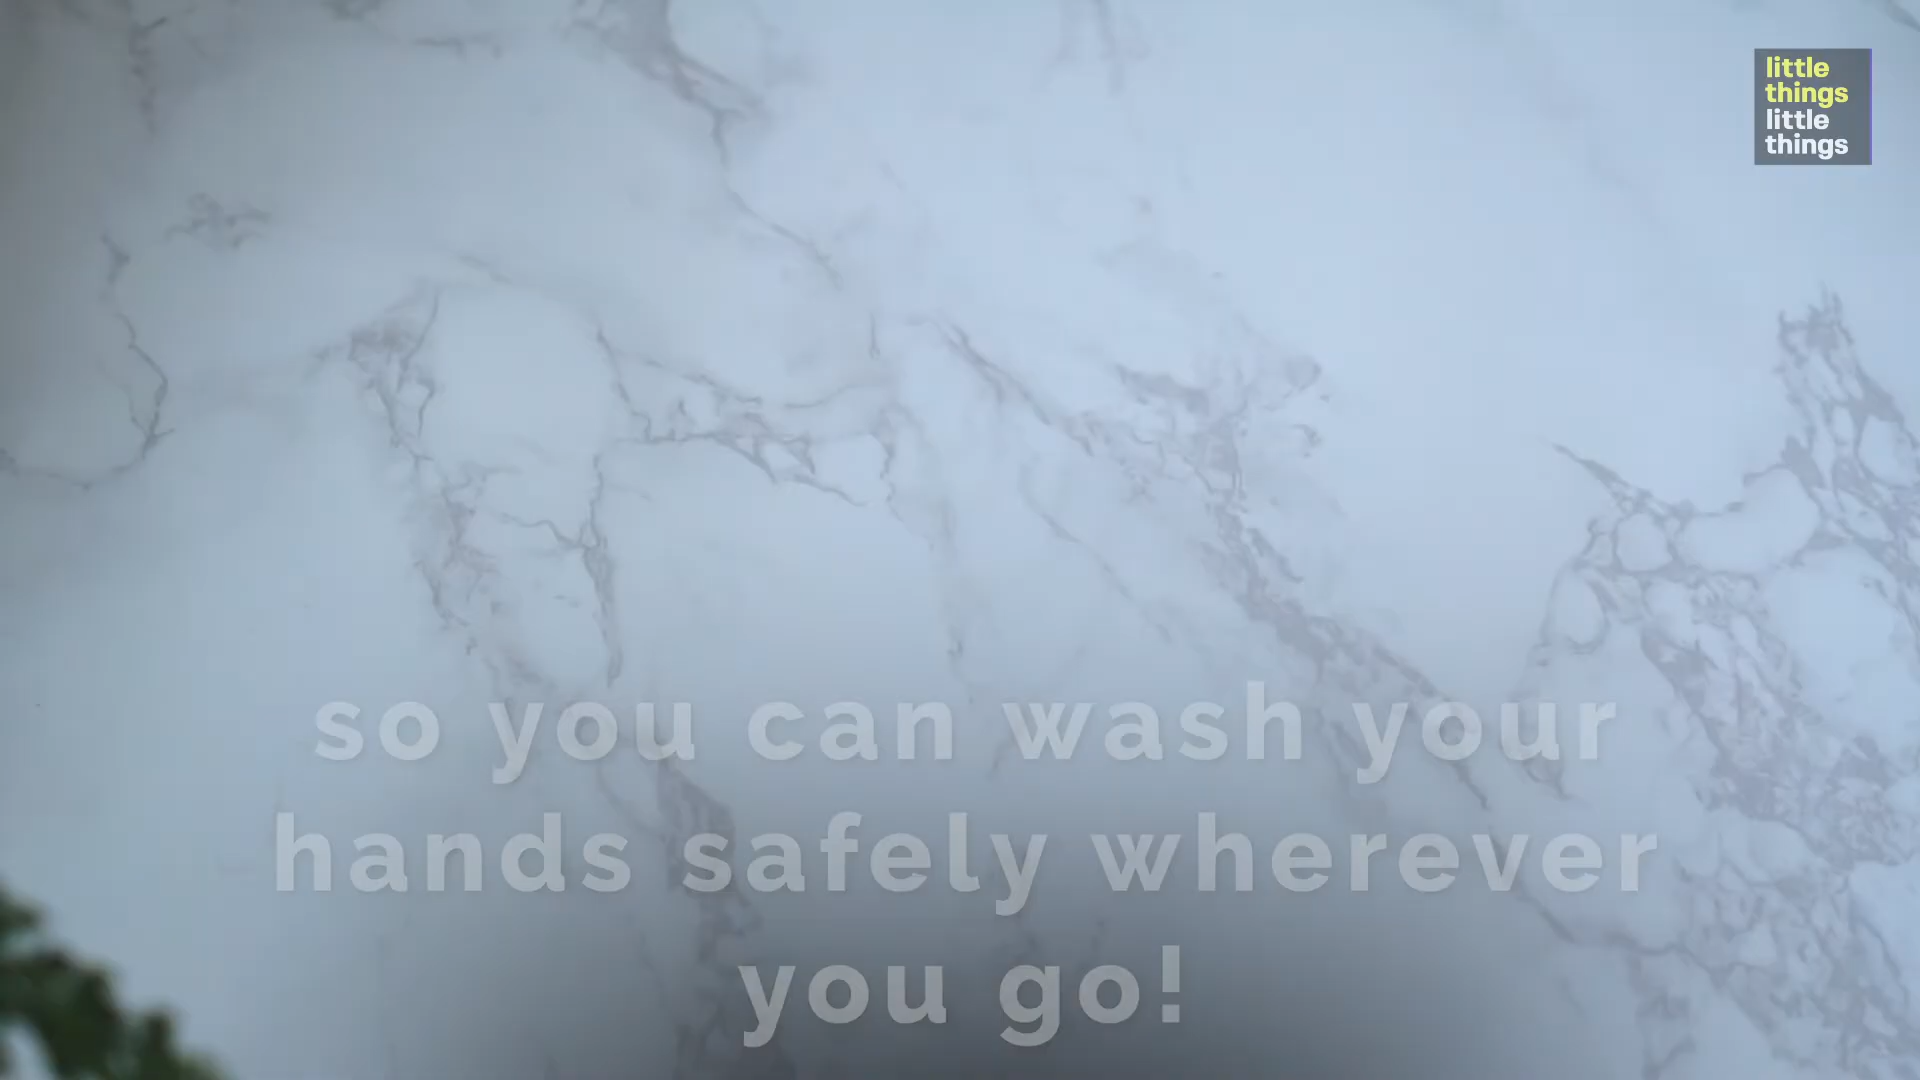 little
things
little
things
so you can wash your
hands safely wherever
you go!